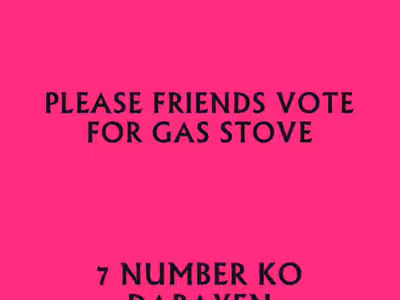 PLEASE FRIENDS VOTE
FOR GAS STOVE
7 NUMBER KO
DABAYEN